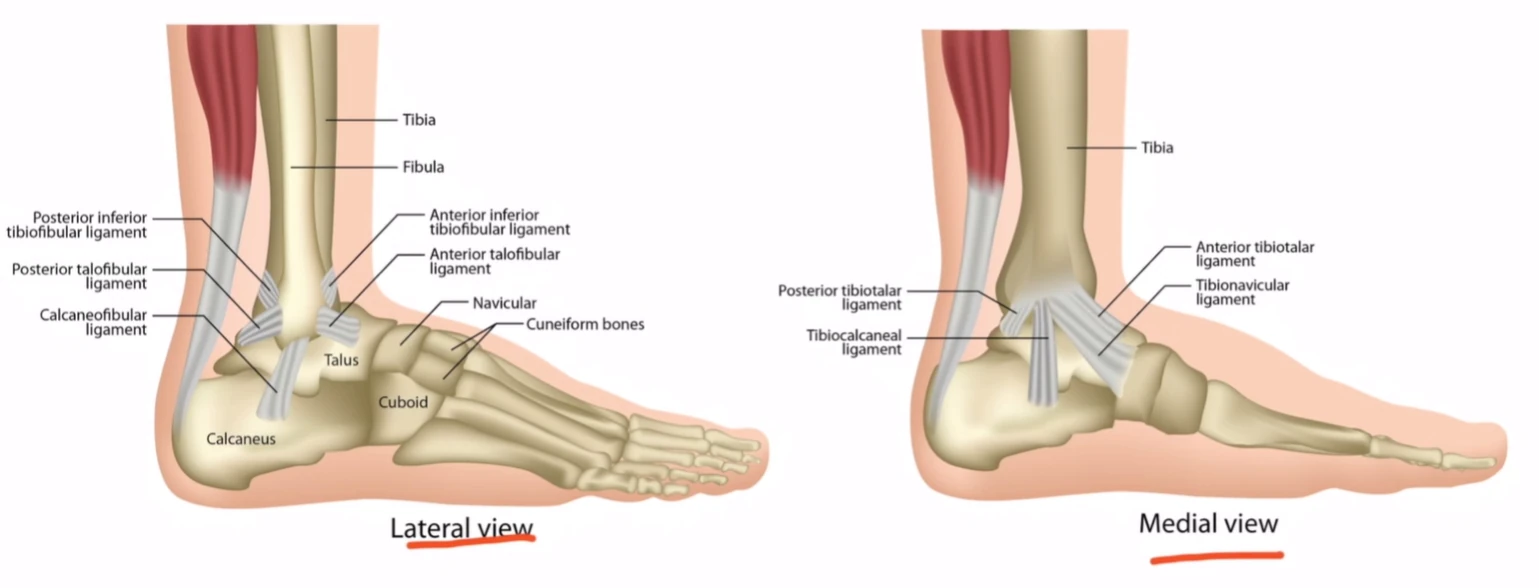 Tibia
Fibula
Posterior inferior
tibiofibular ligament
Anterior inferior
tibiofibular ligament
Posterior talofibular
ligament
Anterior talofibular
ligament
Calcaneofibular
ligament
Navicular
Cuneiform bones
Talus
Cuboid
Calcaneus
Lateral view
Tibia
Anterior tibiotalar
ligament
Posterior tibiotalar
ligament
Tibionavicular
ligament
Tibiocalcaneal
ligament
Medial view